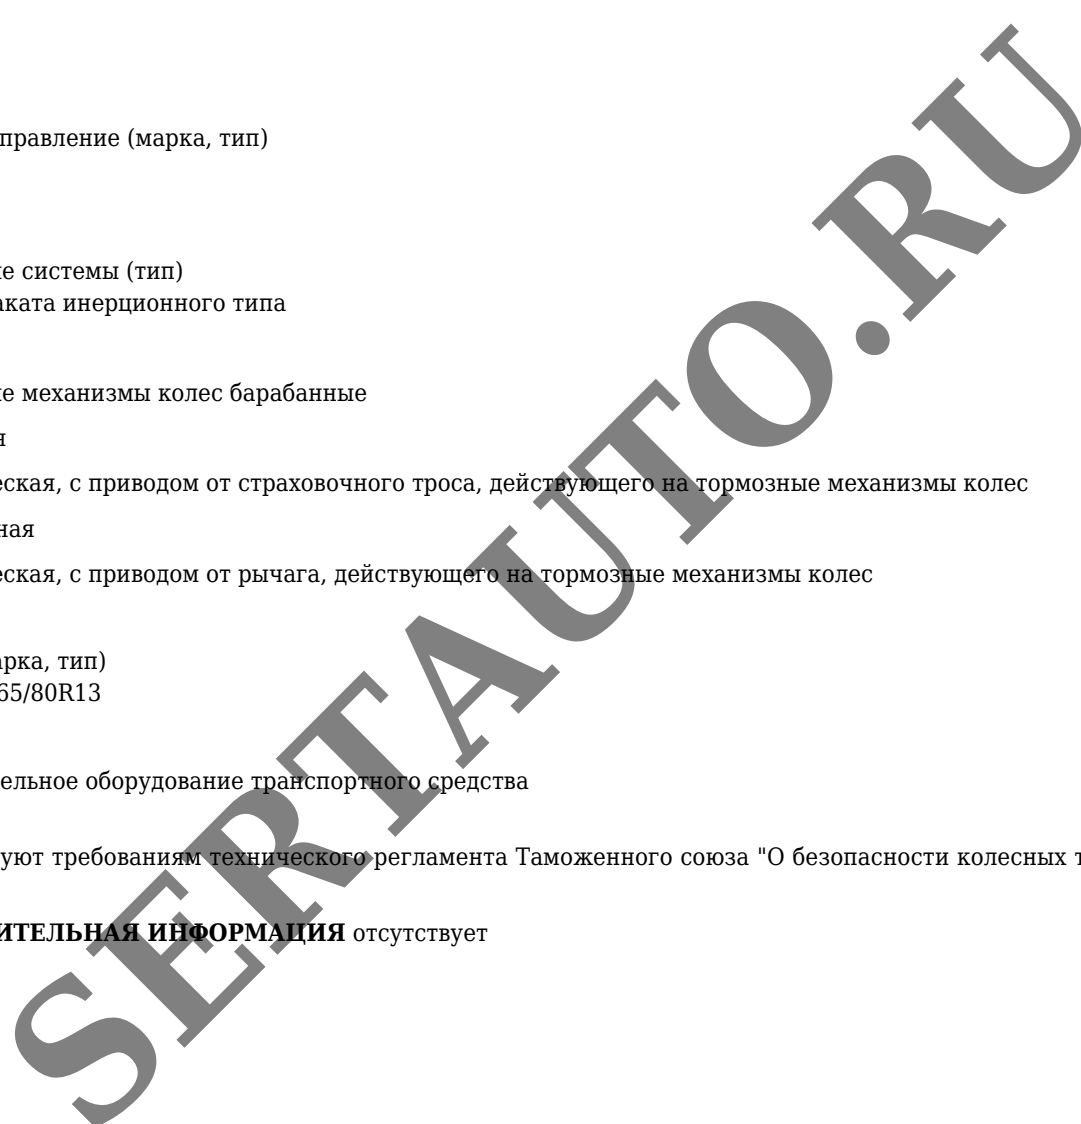 правление (марка, тип)
е системы (тип)
аката инерционного типа
е механизмы колес барабанные
я
еская, с приводом от страховочного троса, действующего на тормозные механизмы колес
ная
еская, с приводом от рычага, действующего на тормозные механизмы колес
арка, тип)
65/80R13
ельное оборудование транспортного средства
уют требованиям технического регламента Таможенного союза "О безопасности колесных т
ИТЕЛЬНАЯ ИНФОРМАЦИЯ отсутствует
SERTAUTO.RU